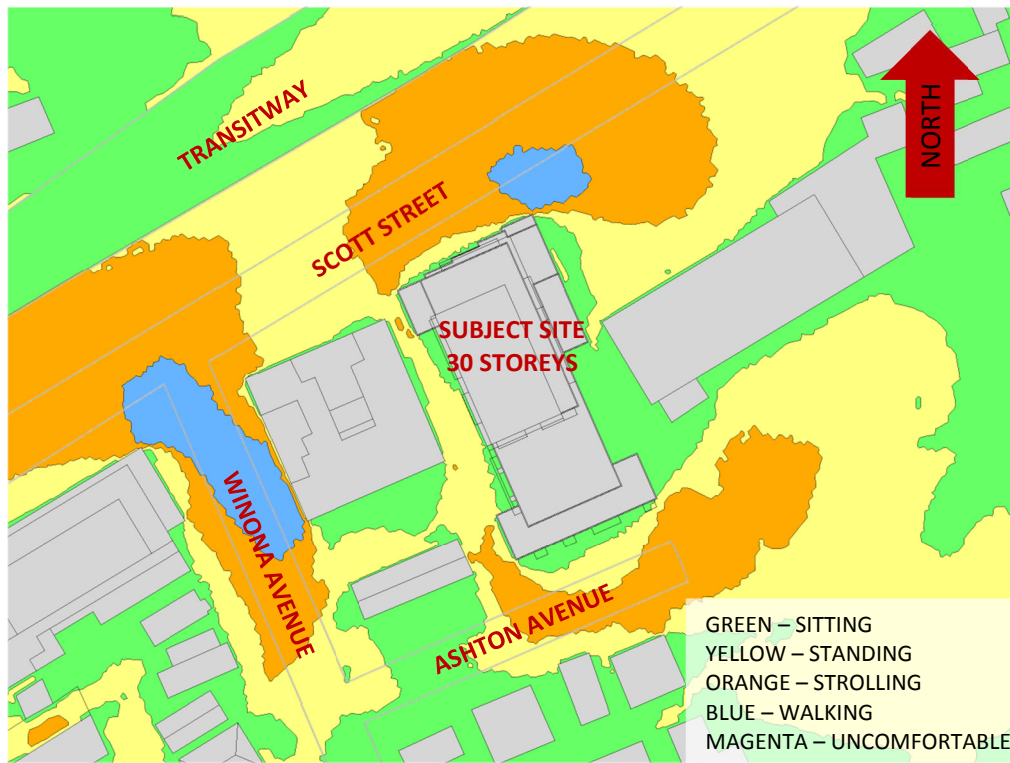 TRANSITWAY
NORTH
SCOTT STREET
SUBJECT SITE
30 STOREYS
WINONA AVENUE
ASHTON AVENUE
GREEN – SITTING
YELLOW – STANDING
ORANGE – STROLLING
BLUE – WALKING
MAGENTA – UNCOMFORTABLE